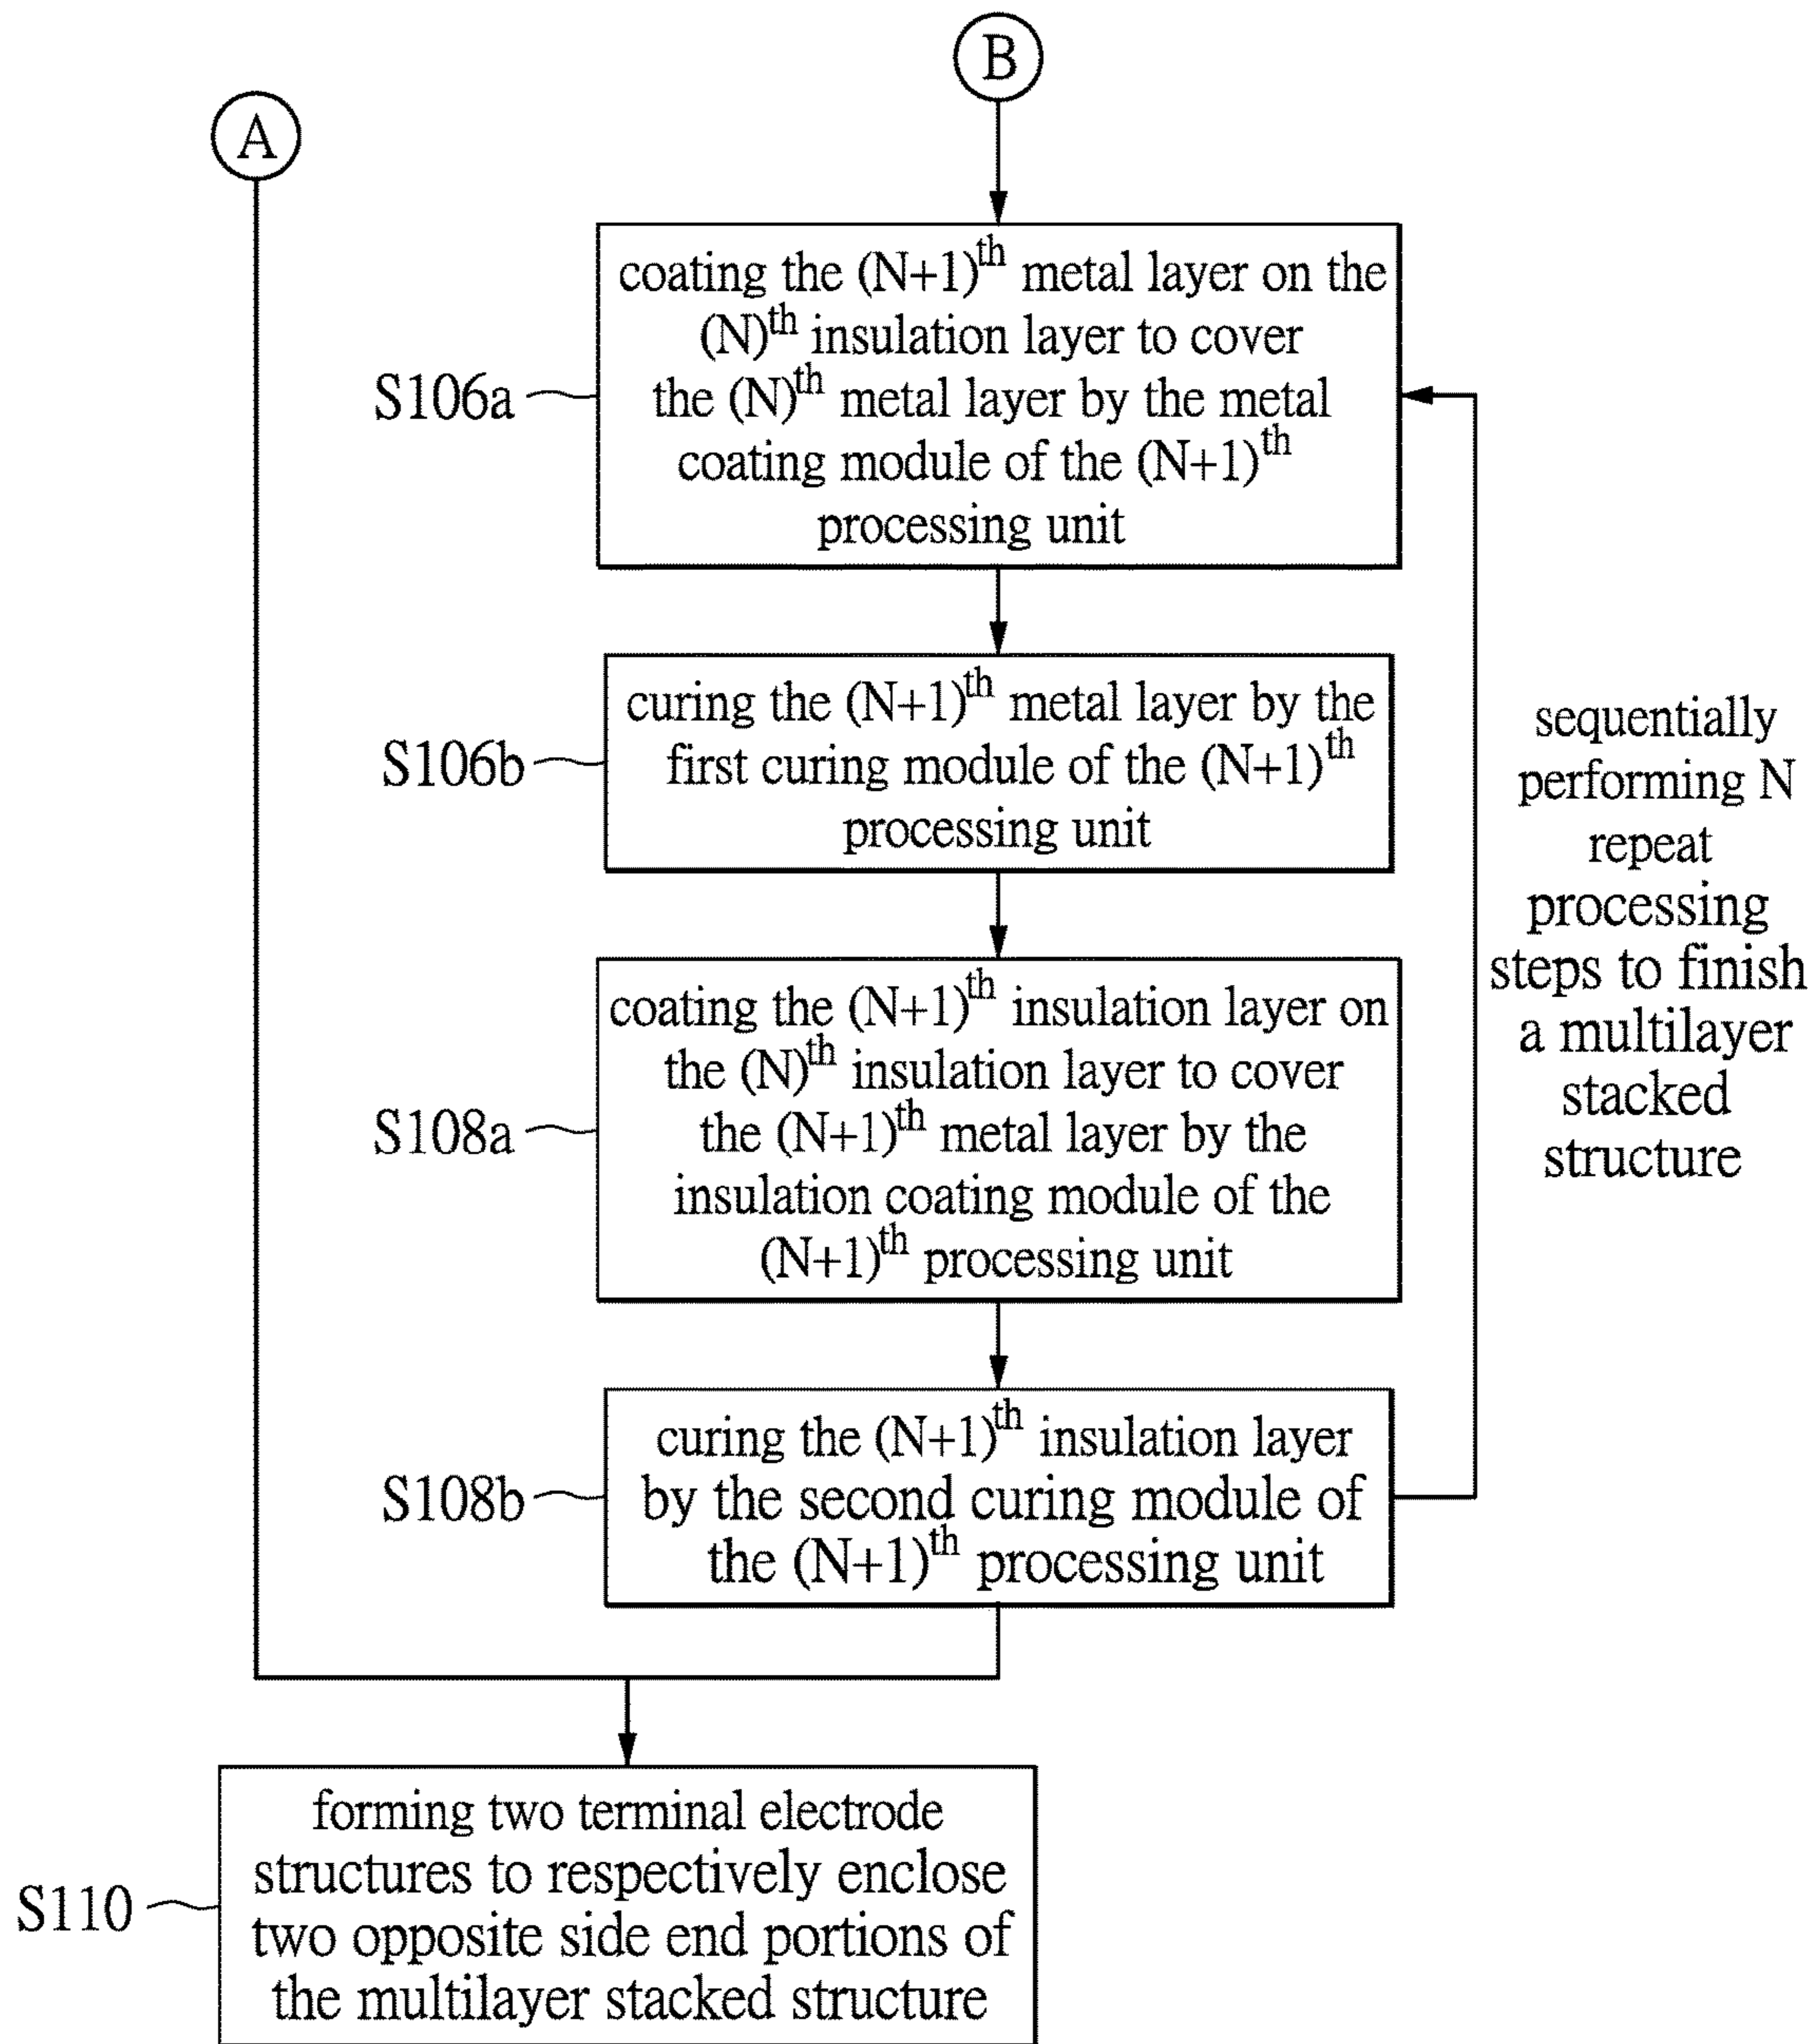 B
A
coating the (N+1)th metal layer on the
(N)th insulation layer to cover
the (N)th metal layer by the metal
coating module of the (N+1)th
processing unit
S106a
curing the (N+1)th metal layer by the
first curing module of the (N+1)th
processing unit
S106b
sequentially
performing N
repeat
processing
steps to finish
a multilayer
stacked
structure
coating the (N+1)th insulation layer on
the (N)th insulation layer to cover
the (N+1)th metal layer by the
insulation coating module of the
(N+1)th processing unit
S108a
curing the (N+1)th insulation layer
by the second curing module of
the (N+1)th processing unit
S108b
forming two terminal electrode
structures to respectively enclose
two opposite side end portions of
the multilayer stacked structure
S110